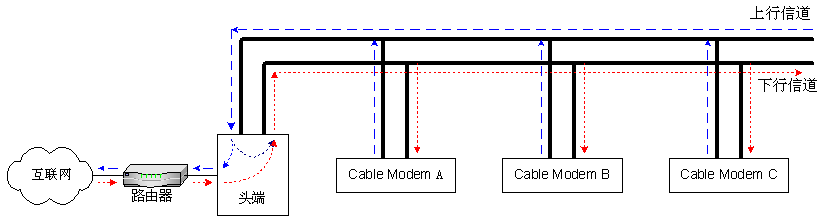 上行信道
下行信道
互联网
路由器
头端
Cable Modem A
Cable Modem B
Cable Modem C